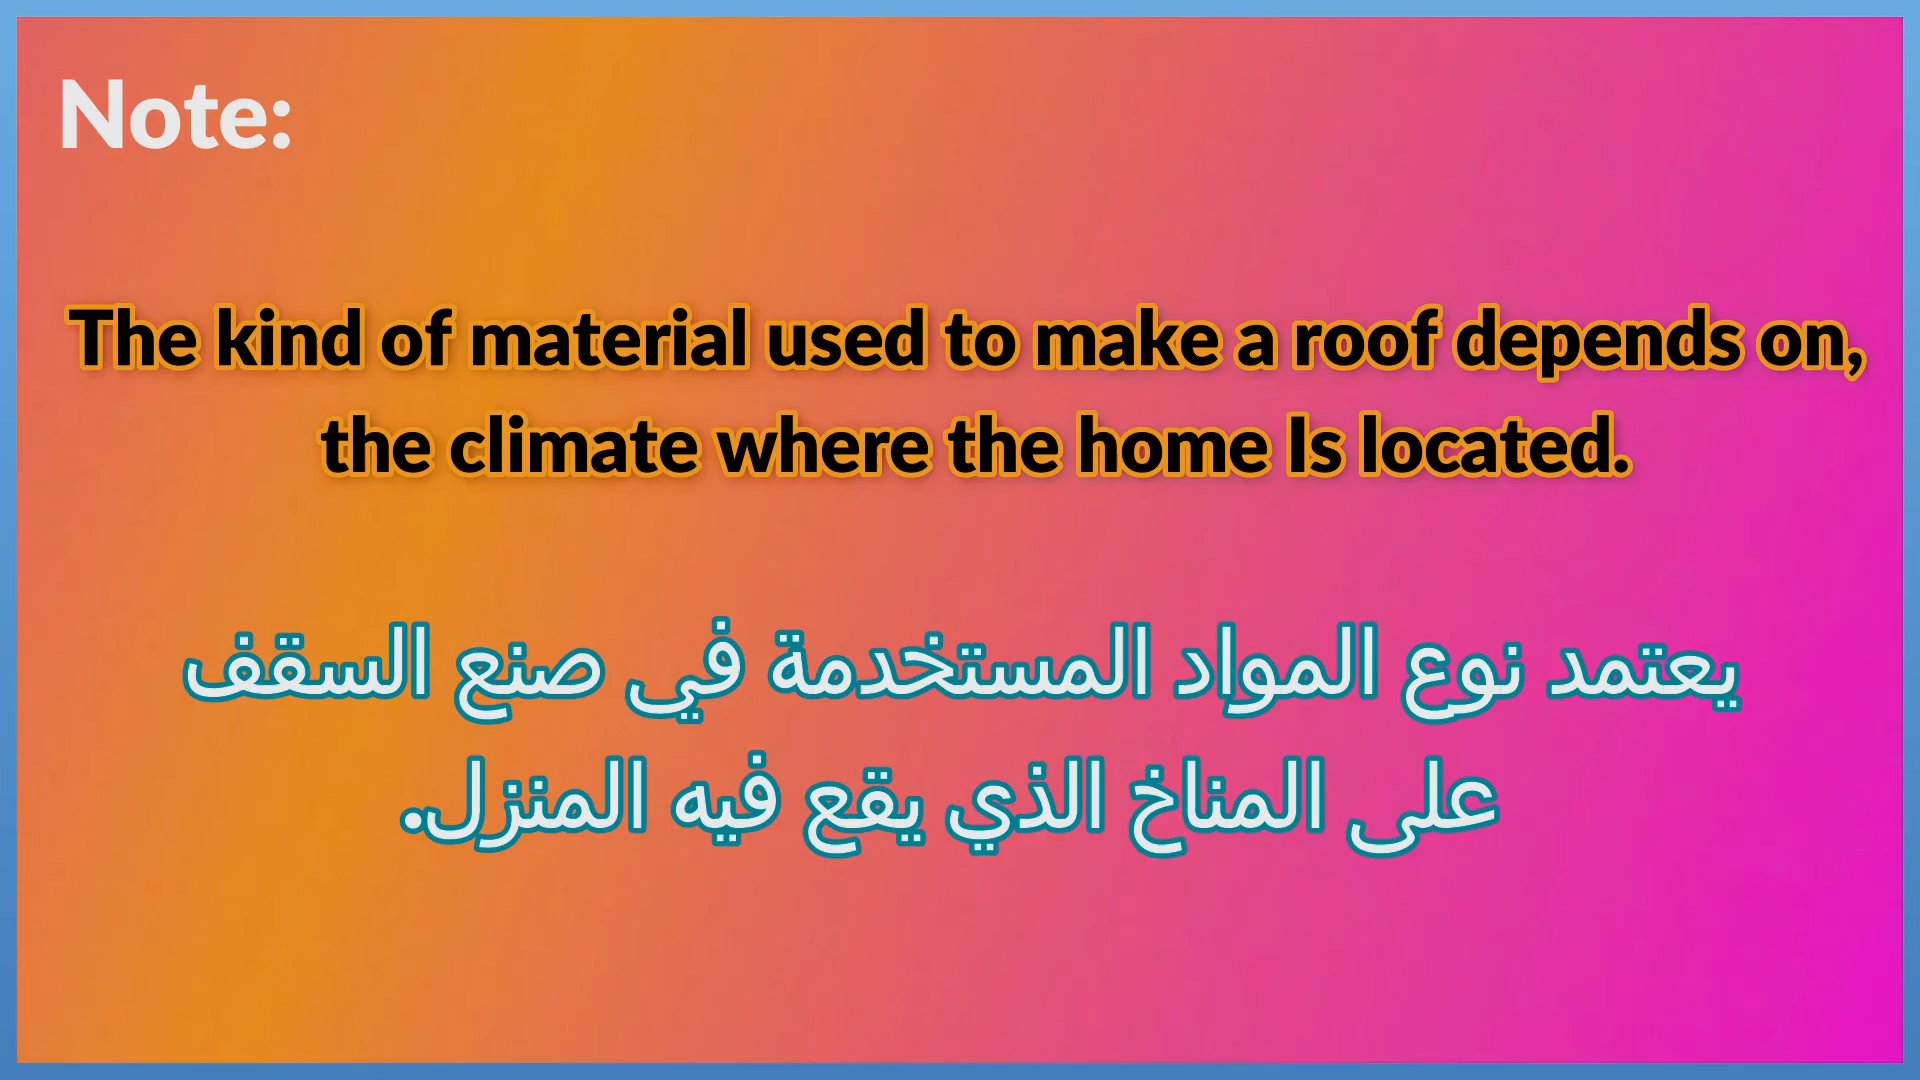 Note:
The kind of material used to make a roof depends on,
the climate where the home Is located.
يعتمد نوع المواد المستخدمة في صنع السقف
على المناخ الذي يقع فيه المنزل.